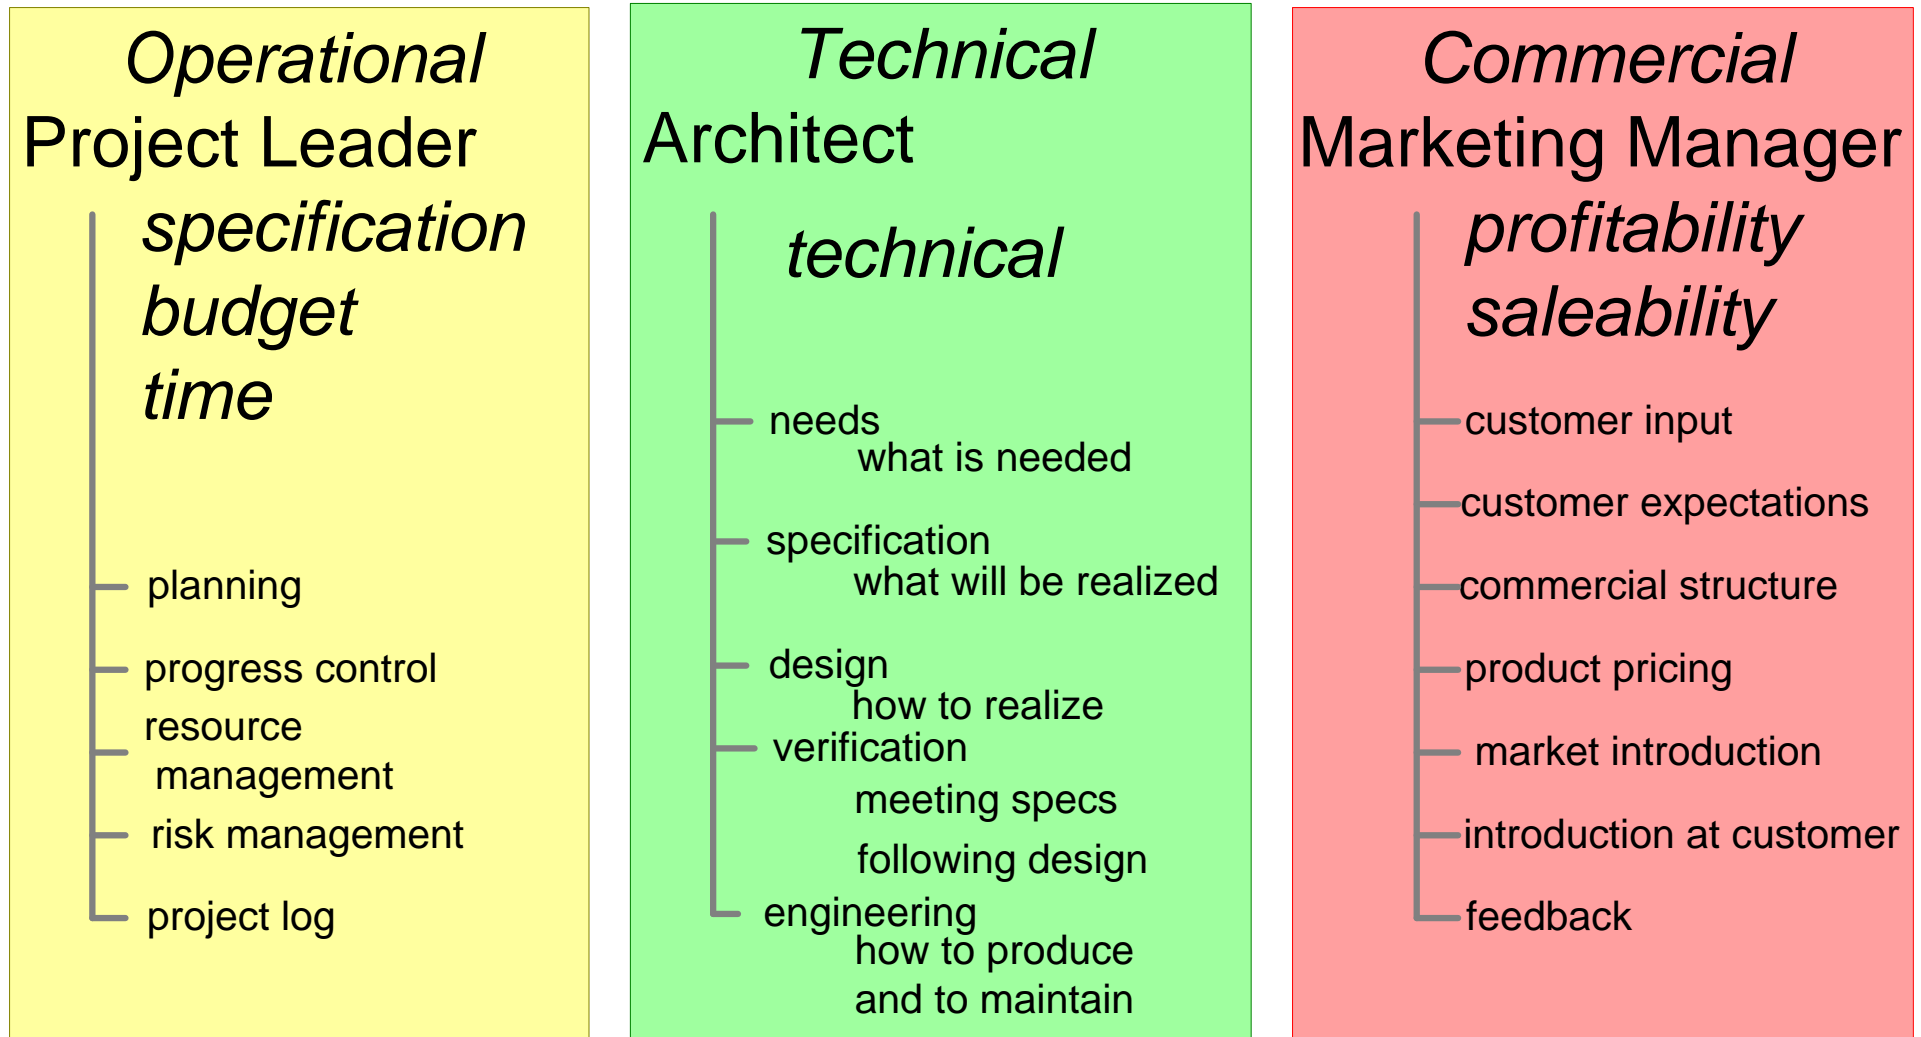 Operational
Project Leader
specification
budget
time
planning
progress control
resource
management
risk management
project log
Technical
Architect
technical
needs
what is needed
specification
what will be realized
design
how to realize
verification
meeting specs
following design
engineering
how to produce
and to maintain
Commercial
Marketing Manager
profitability
saleability
customer input
customer expectations
commercial structure
product pricing
market introduction
introduction at customer
feedback